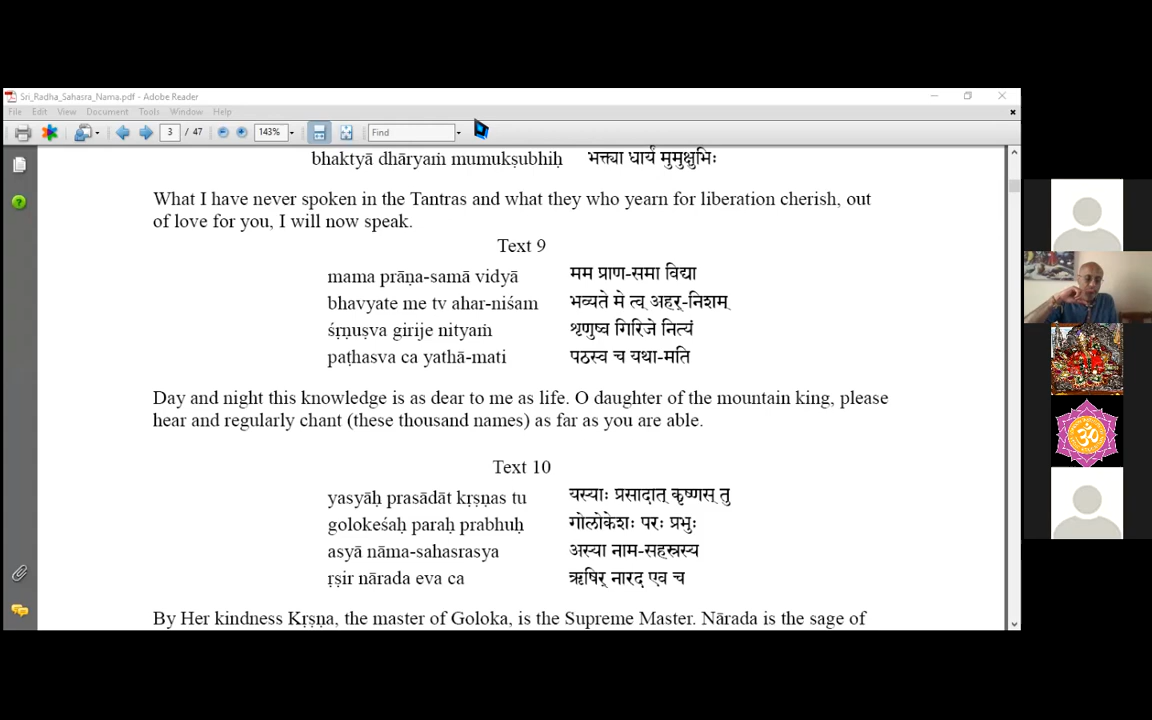 Sri_Radha_Sahasra_Nama.pdf - Adobe Reader
File Edit View Document Tools Window Help
3 / 47 143% Find
bhaktyā dhāryaṁ mumukṣubhiḥ भक्त्या धार्यं मुमुक्षुभिः
What I have never spoken in the Tantras and what they who yearn for liberation cherish, out
of love for you, I will now speak.
Text 9
mama prāṇa-samā vidyā मम प्राण-समा विद्या
bhavyate me tv ahar-niśam भव्यते मे त्व् अहर्-निशम्
śṛṇuṣva girije nityaṁ शृणुष्व गिरिजे नित्यं
paṭhasva ca yathā-mati पठस्व च यथा-मति
Day and night this knowledge is as dear to me as life. O daughter of the mountain king, please
hear and regularly chant (these thousand names) as far as you are able.
Text 10
yasyāḥ prasādāt kṛṣṇas tu यस्याः प्रसादात् कृष्णस् तु
golokeśaḥ paraḥ prabhuḥ गोलोकेशः परः प्रभुः
asyā nāma-sahasrasya अस्या नाम-सहस्रस्य
ṛṣir nārada eva ca ऋषिर् नारद एव च
By Her kindness Kṛṣṇa, the master of Goloka, is the Supreme Master. Nārada is the sage of
ॐ